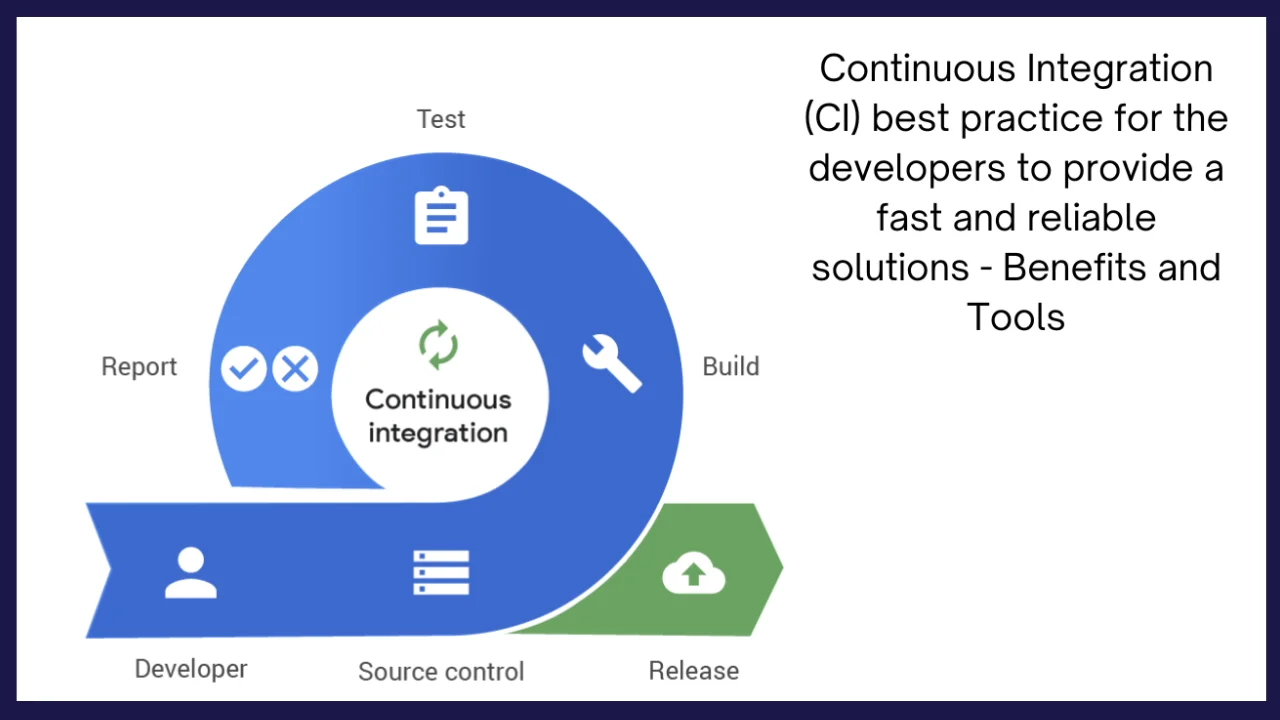 Continuous Integration
(CI) best practice for the
developers to provide a
fast and reliable
solutions - Benefits and
Tools
Test
Report
Build
Continuous
integration
Developer
Source control
Release